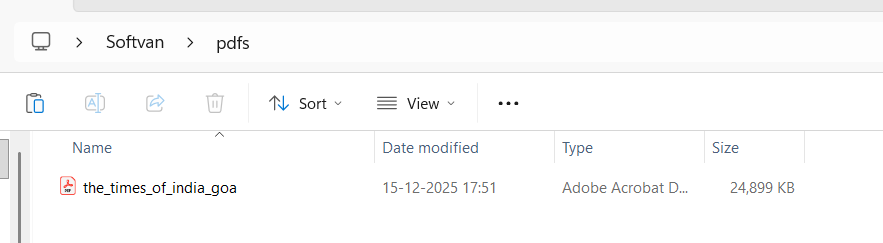 Softvan > pdfs
Sort View
Name Date modified Type Size
the_times_of_india_goa 15-12-2025 17:51 Adobe Acrobat D... 24,899 KB